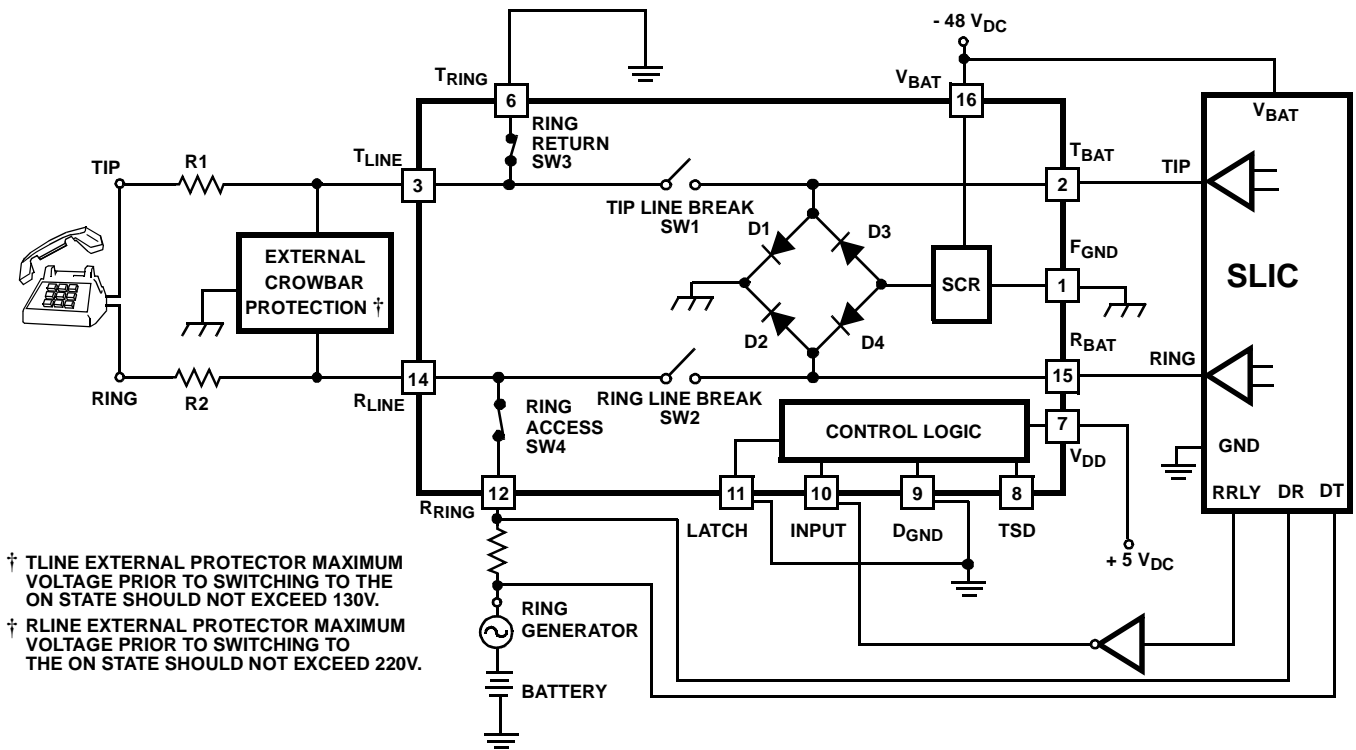 - 48 VDC
TRING
6
VBAT
16
VBAT
RING
RETURN
SW3
TLINE
TIP
R1
3
TIP LINE BREAK
SW1
TBAT
2
TIP
EXTERNAL
CROWBAR
PROTECTION †
D1
D3
D2
D4
SCR
FGND
1
SLIC
RBAT
15
RING
RING
R2
14
RLINE
RING
ACCESS
SW4
RING LINE BREAK
SW2
CONTROL LOGIC
7
VDD
GND
12
RRING
11
10
9
8
LATCH
INPUT
DGND
TSD
RRLY
DR
DT
+ 5 VDC
† TLINE EXTERNAL PROTECTOR MAXIMUM
VOLTAGE PRIOR TO SWITCHING TO THE
ON STATE SHOULD NOT EXCEED 130V.
† RLINE EXTERNAL PROTECTOR MAXIMUM
VOLTAGE PRIOR TO SWITCHING TO
THE ON STATE SHOULD NOT EXCEED 220V.
RING
GENERATOR
BATTERY